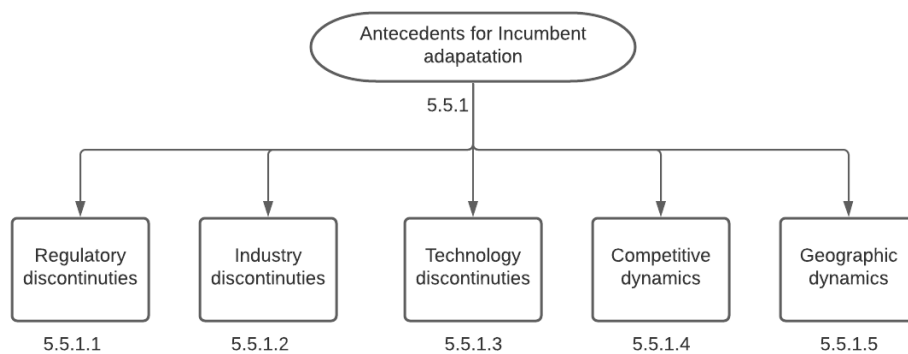 Antecedents for Incumbent
adapatation
5.5.1
Regulatory
discontinuties
Industry
discontinuties
Technology
discontinuties
Competitive
dynamics
Geographic
dynamics
5.5.1.1
5.5.1.2
5.5.1.3
5.5.1.4
5.5.1.5